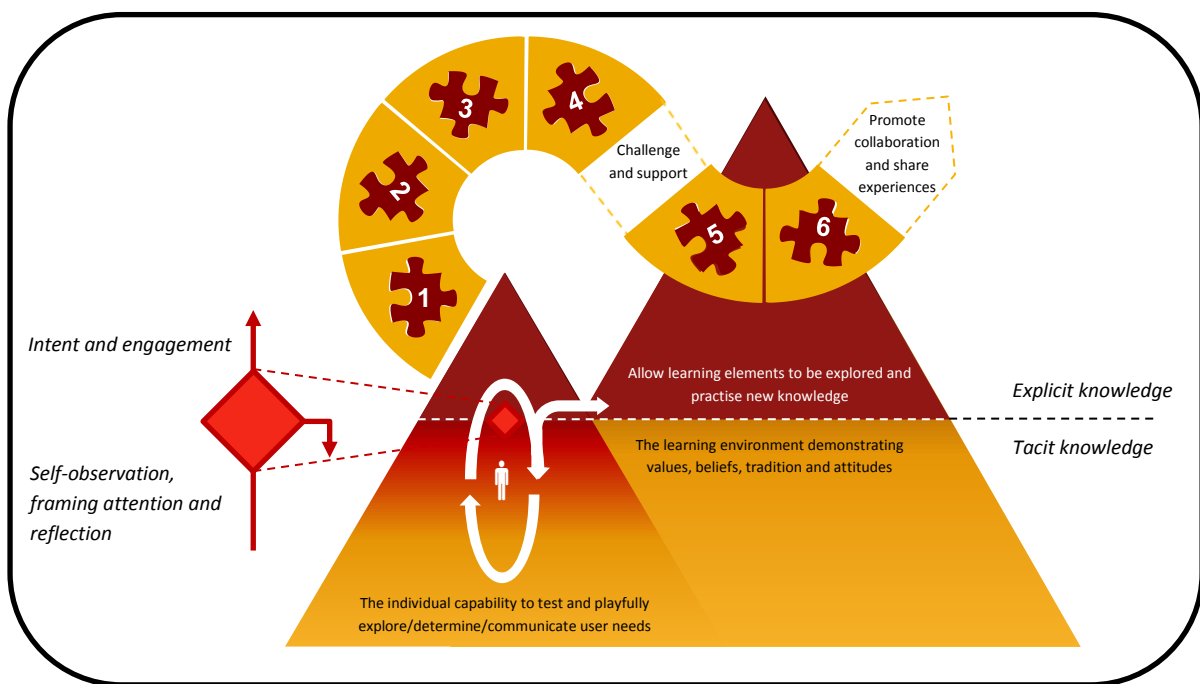 3
4
2
1
Challenge
and support
Promote
collaboration
and share
experiences
5
6
Intent and engagement
Self-observation,
framing attention and
reflection
Allow learning elements to be explored and
practise new knowledge
Explicit knowledge
Tacit knowledge
The learning environment demonstrating
values, beliefs, tradition and attitudes
The individual capability to test and playfully
explore/determine/communicate user needs